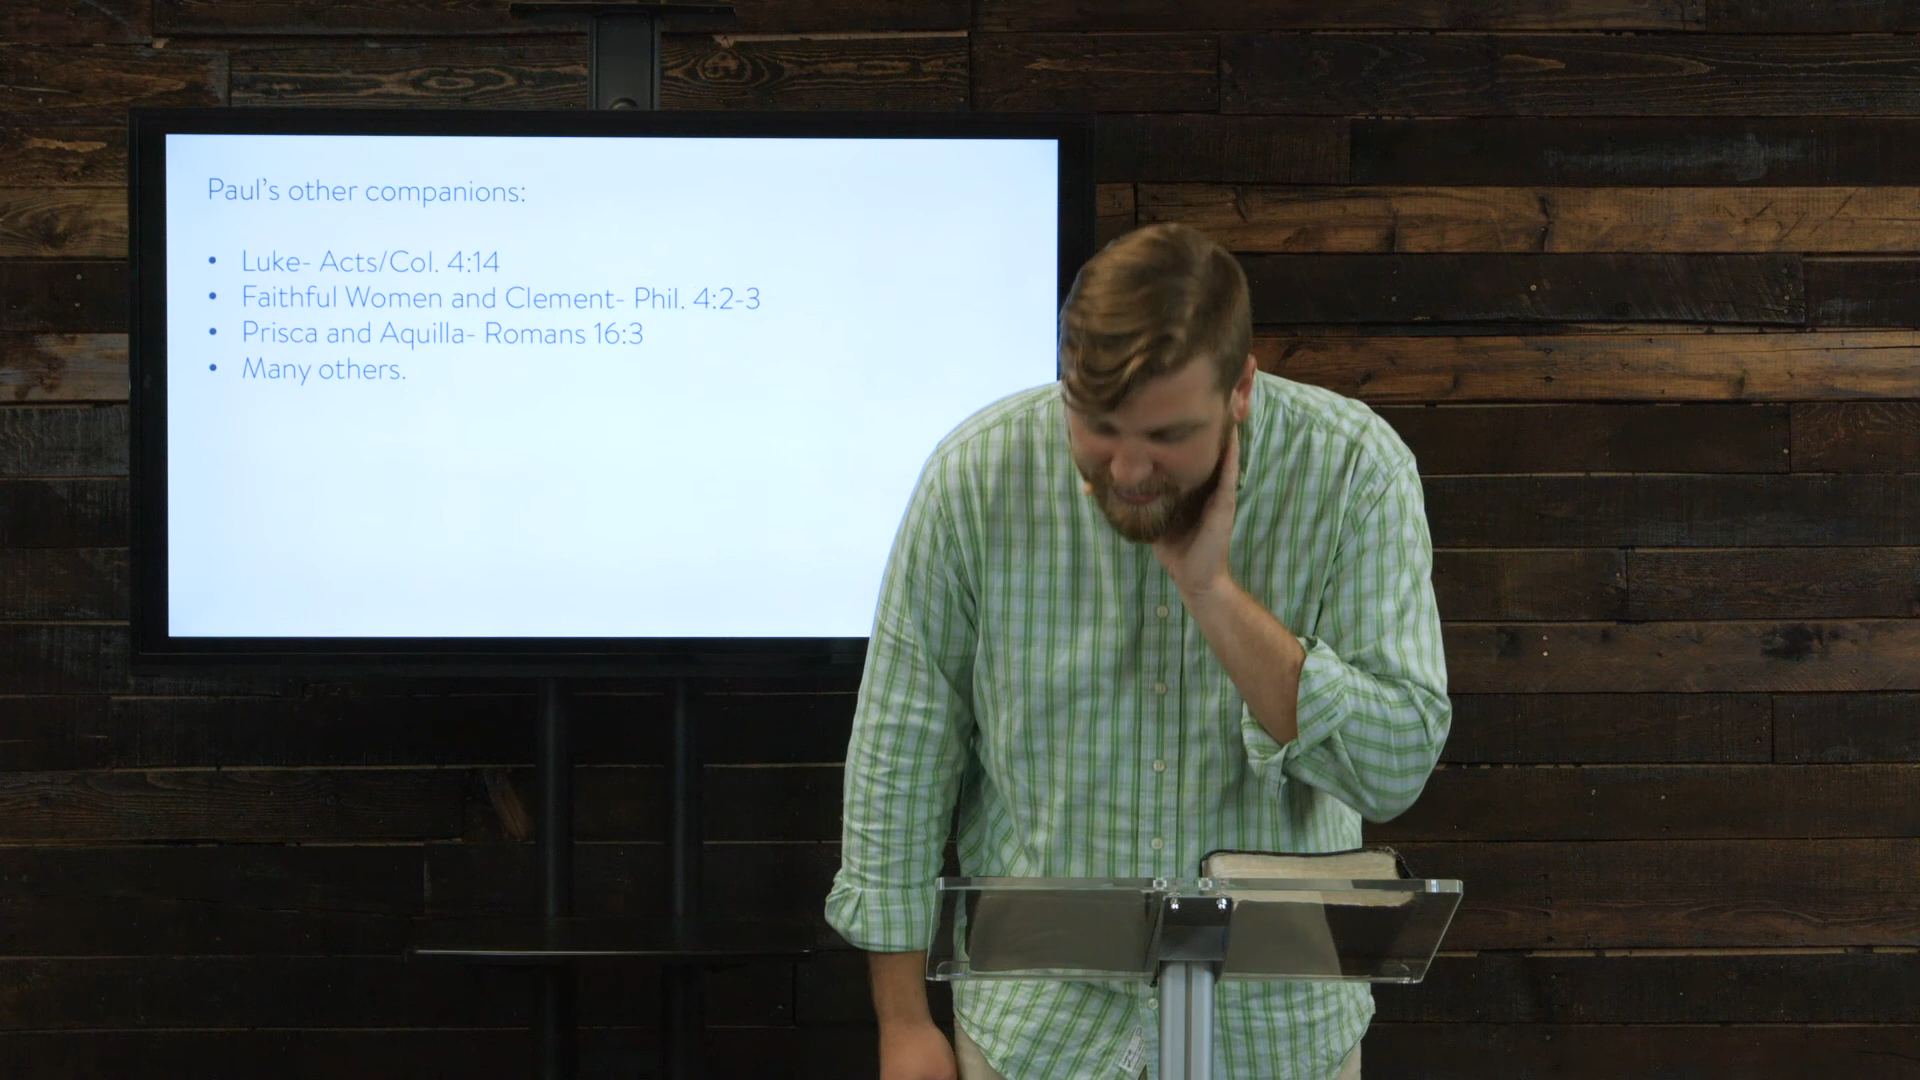 Paul's other companions:
• Luke- Acts/Col. 4:14
• Faithful Women and Clement- Phil. 4:2-3
• Prisca and Aquilla- Romans 16:3
• Many others.